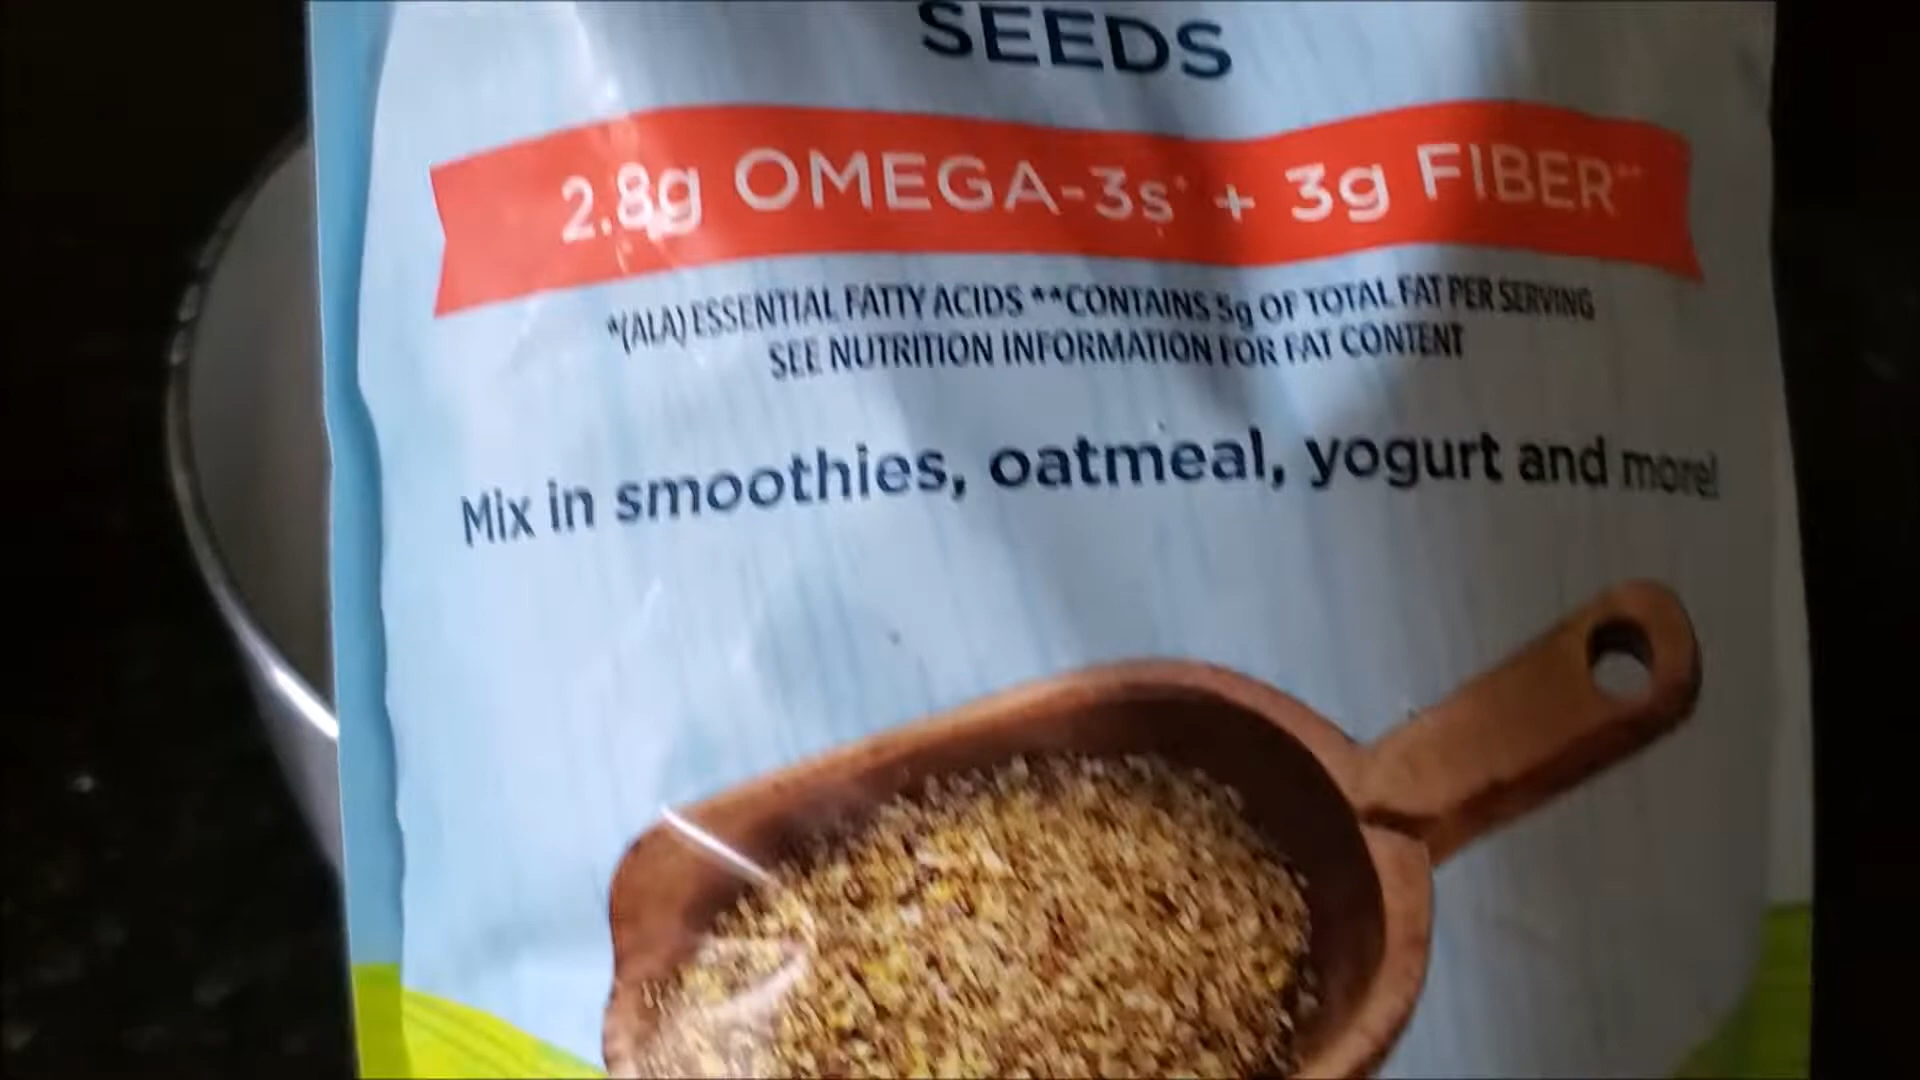 SEEDS
2.8g OMEGA-3s* + 3g FIBER**
*(ALA) ESSENTIAL FATTY ACIDS **CONTAINS 5g OF TOTAL FAT PER SERVING
SEE NUTRITION INFORMATION FOR FAT CONTENT
Mix in smoothies, oatmeal, yogurt and more!